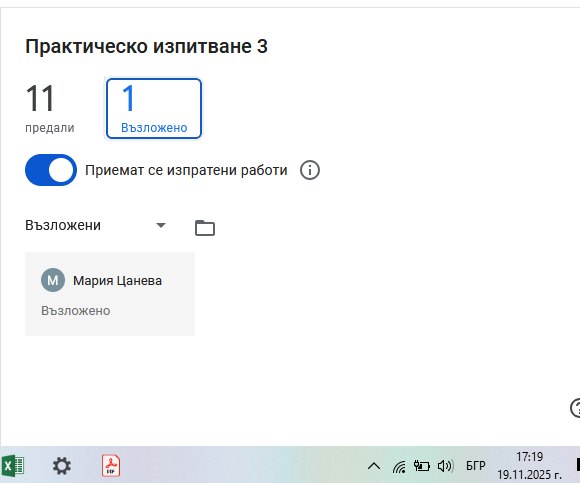 Практическо изпитване 3
11
предали
1
Възложено
Приемат се изпратени работи
Възложени
М Мария Цанева
Възложено
БГР
17:19
19.11.2025 г.